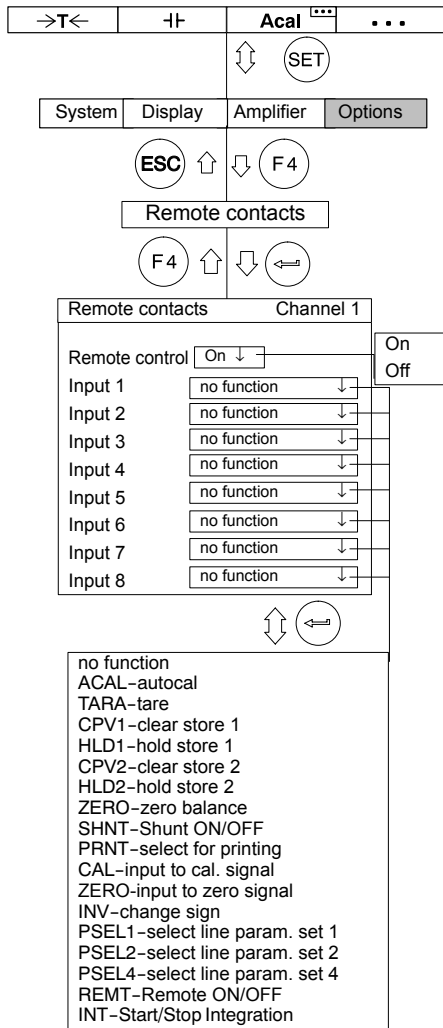 →T← ⊣⊢ Acal ...
SET
System Display Amplifier Options
ESC F4
Remote contacts
F4
Remote contacts Channel 1
Remote control On ↓
On
Off
Input 1 no function ↓
Input 2 no function ↓
Input 3 no function ↓
Input 4 no function ↓
Input 5 no function ↓
Input 6 no function ↓
Input 7 no function ↓
Input 8 no function ↓
no function
ACAL–autocal
TARA–tare
CPV1–clear store 1
HLD1–hold store 1
CPV2–clear store 2
HLD2–hold store 2
ZERO–zero balance
SHNT–Shunt ON/OFF
PRNT–select for printing
CAL–input to cal. signal
ZERO-input to zero signal
INV–change sign
PSEL1–select line param. set 1
PSEL2–select line param. set 2
PSEL4–select line param. set 4
REMT–Remote ON/OFF
INT–Start/Stop Integration